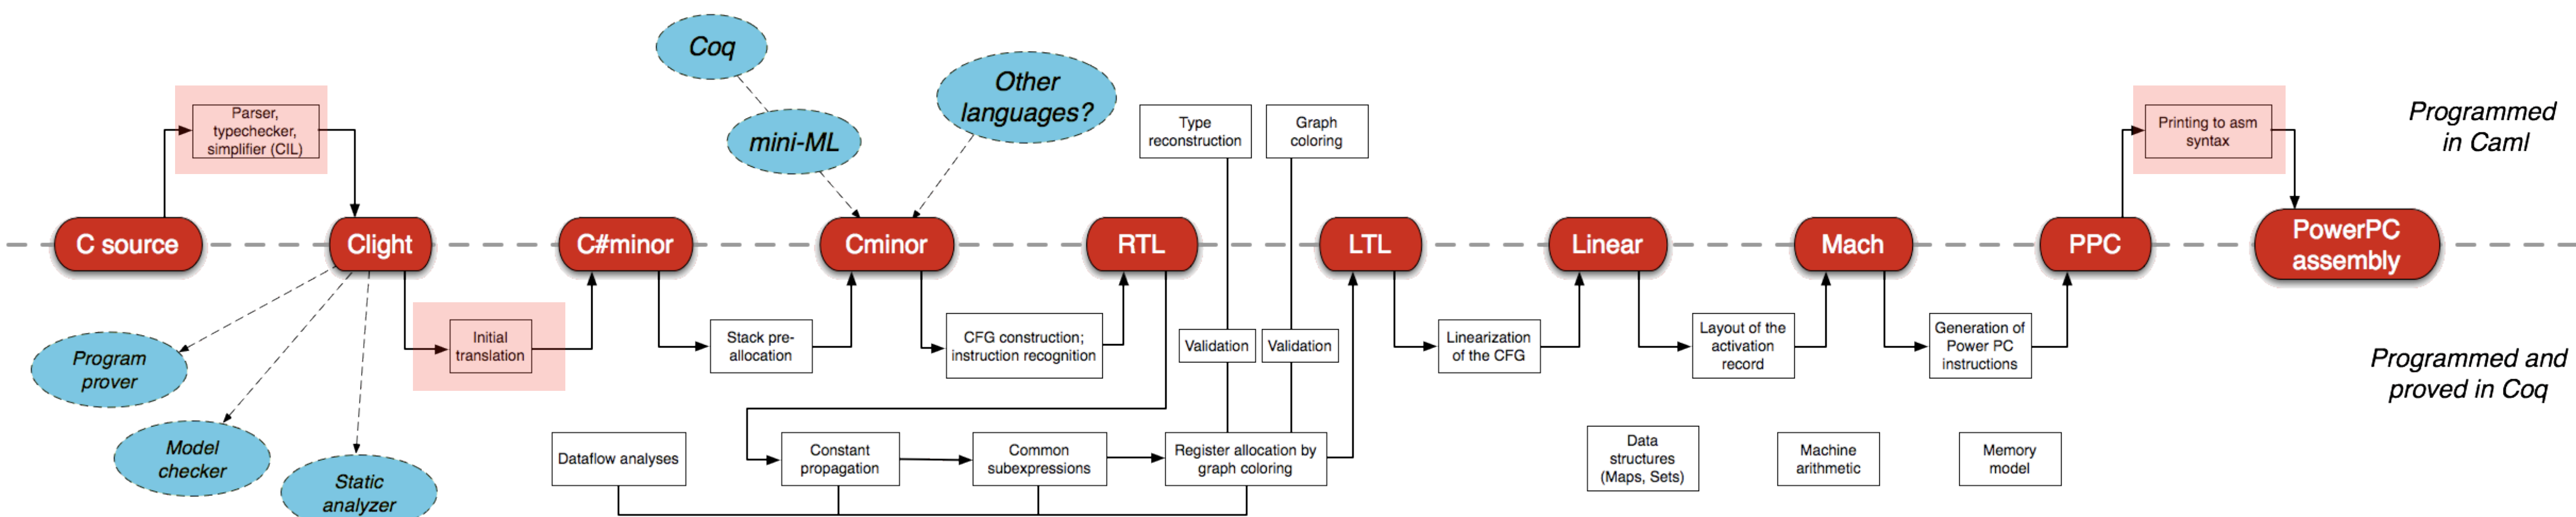 Coq
Other
languages?
mini-ML
Parser,
typechecker,
simplifier (CIL)
Type
reconstruction
Graph
coloring
Printing to asm
syntax
Programmed
in Caml
C source
Clight
C#minor
Cminor
RTL
LTL
Linear
Mach
PPC
PowerPC
assembly
Program
prover
Model
checker
Static
analyzer
Initial
translation
Stack pre-
allocation
CFG construction;
instruction recognition
Validation
Validation
Linearization
of the CFG
Layout of the
activation
record
Generation of
Power PC
instructions
Programmed and
proved in Coq
Dataflow analyses
Constant
propagation
Common
subexpressions
Register allocation by
graph coloring
Data
structures
(Maps, Sets)
Machine
arithmetic
Memory
model